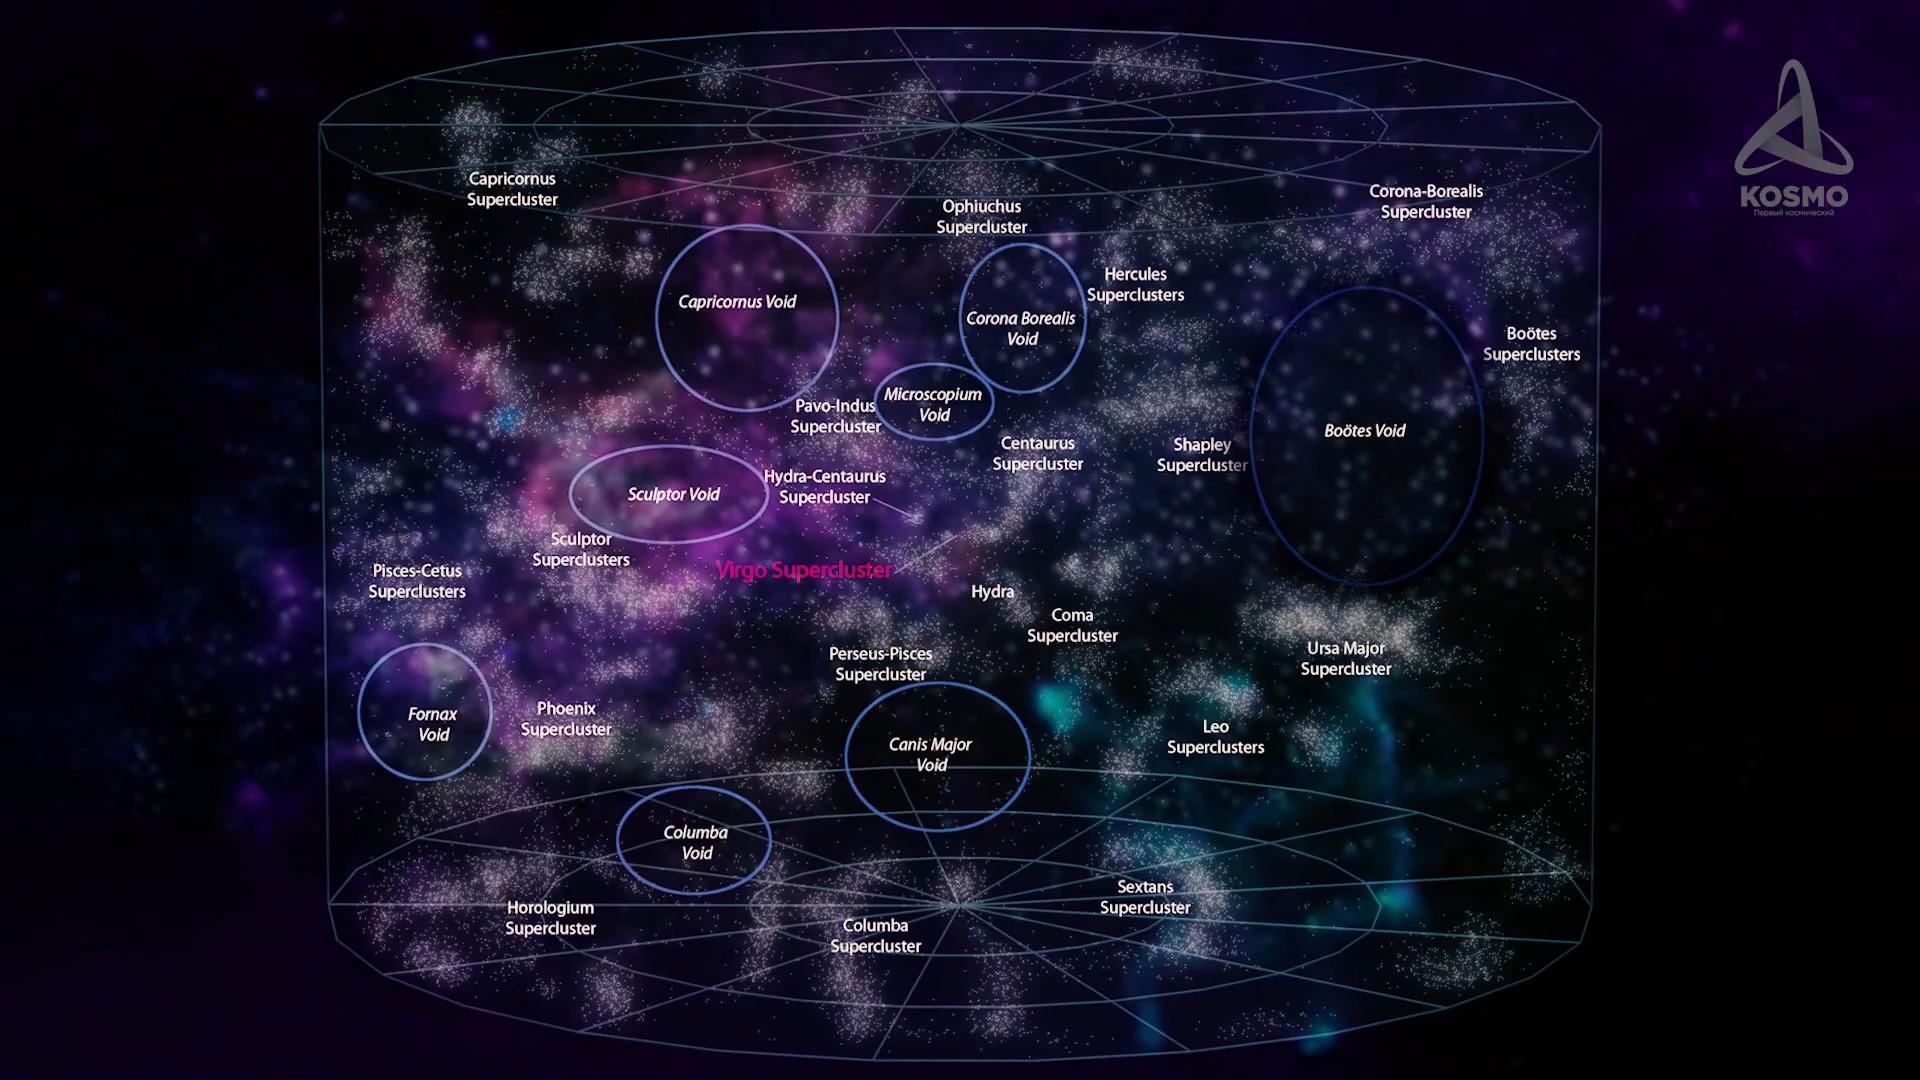 KOSMO
Первый космический
Capricornus
Supercluster
Ophiuchus
Supercluster
Corona-Borealis
Supercluster
Hercules
Superclusters
Capricornus Void
Corona Borealis
Void
Boötes
Superclusters
Microscopium
Void
Pavo-Indus
Supercluster
Boötes Void
Centaurus
Supercluster
Shapley
Supercluster
Hydra-Centaurus
Supercluster
Sculptor Void
Sculptor
Superclusters
Virgo Supercluster
Pisces-Cetus
Superclusters
Hydra
Coma
Supercluster
Perseus-Pisces
Supercluster
Ursa Major
Supercluster
Fornax
Void
Phoenix
Supercluster
Leo
Superclusters
Canis Major
Void
Columba
Void
Sextans
Supercluster
Horologium
Supercluster
Columba
Supercluster